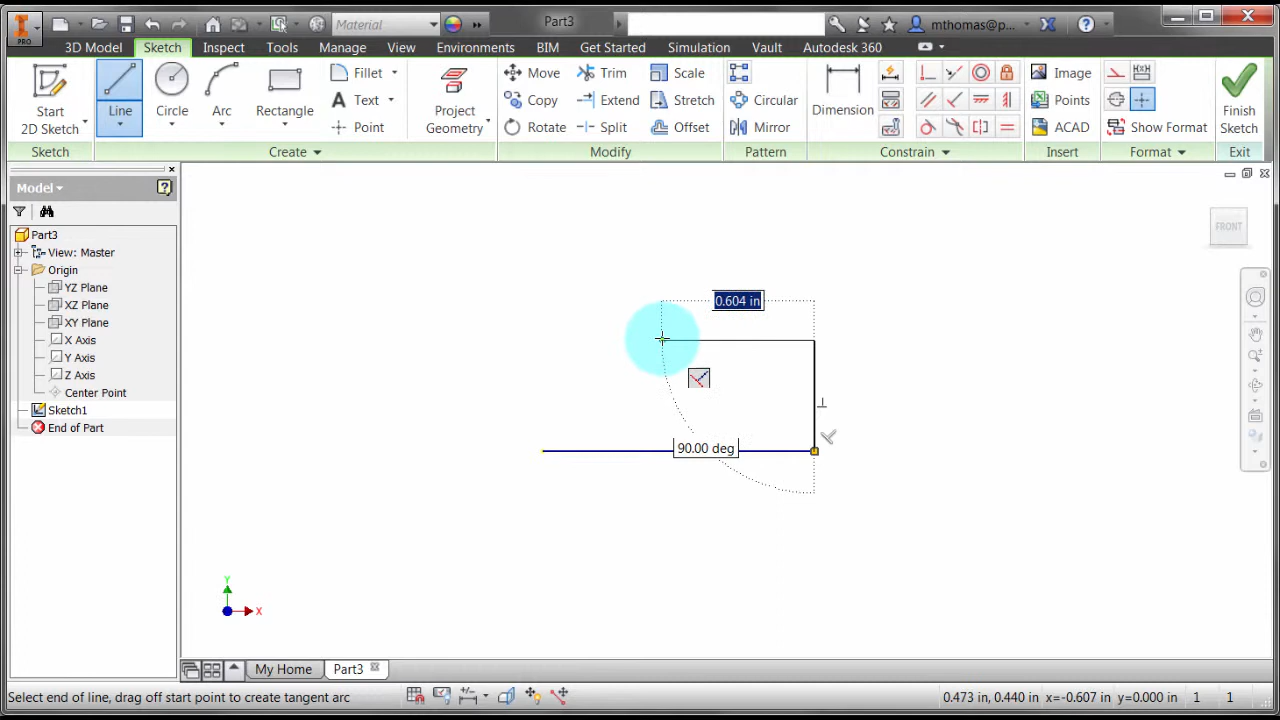 PRO
Material
Part3
mthomas@p...
3D Model Sketch Inspect Tools Manage View Environments BIM Get Started Simulation Vault Autodesk 360
Start 2D Sketch Line Circle Arc Rectangle Fillet Text Point Project Geometry Move Copy Rotate Trim Extend Split Scale Stretch Offset Circular Mirror Dimension Image Points ACAD Show Format Finish Sketch
Sketch Create Modify Pattern Constrain Insert Format Exit
Model
Part3
View: Master
Origin
YZ Plane
XZ Plane
XY Plane
X Axis
Y Axis
Z Axis
Center Point
Sketch1
End of Part
FRONT
0.604 in
90.00 deg
Y
X
My Home Part3
Select end of line, drag off start point to create tangent arc 0.473 in, 0.440 in x=-0.607 in y=0.000 in 1 1